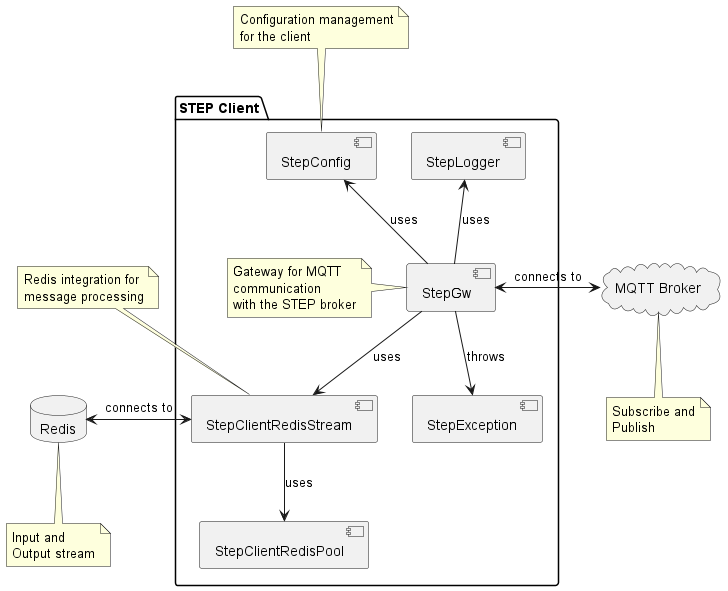 Configuration management
for the client
STEP Client
StepConfig
StepLogger
uses
uses
Gateway for MQTT
communication
with the STEP broker
StepGw
connects to
MQTT Broker
Redis integration for
message processing
uses
throws
Subscribe and
Publish
Redis
connects to
StepClientRedisStream
StepException
uses
Input and
Output stream
StepClientRedisPool